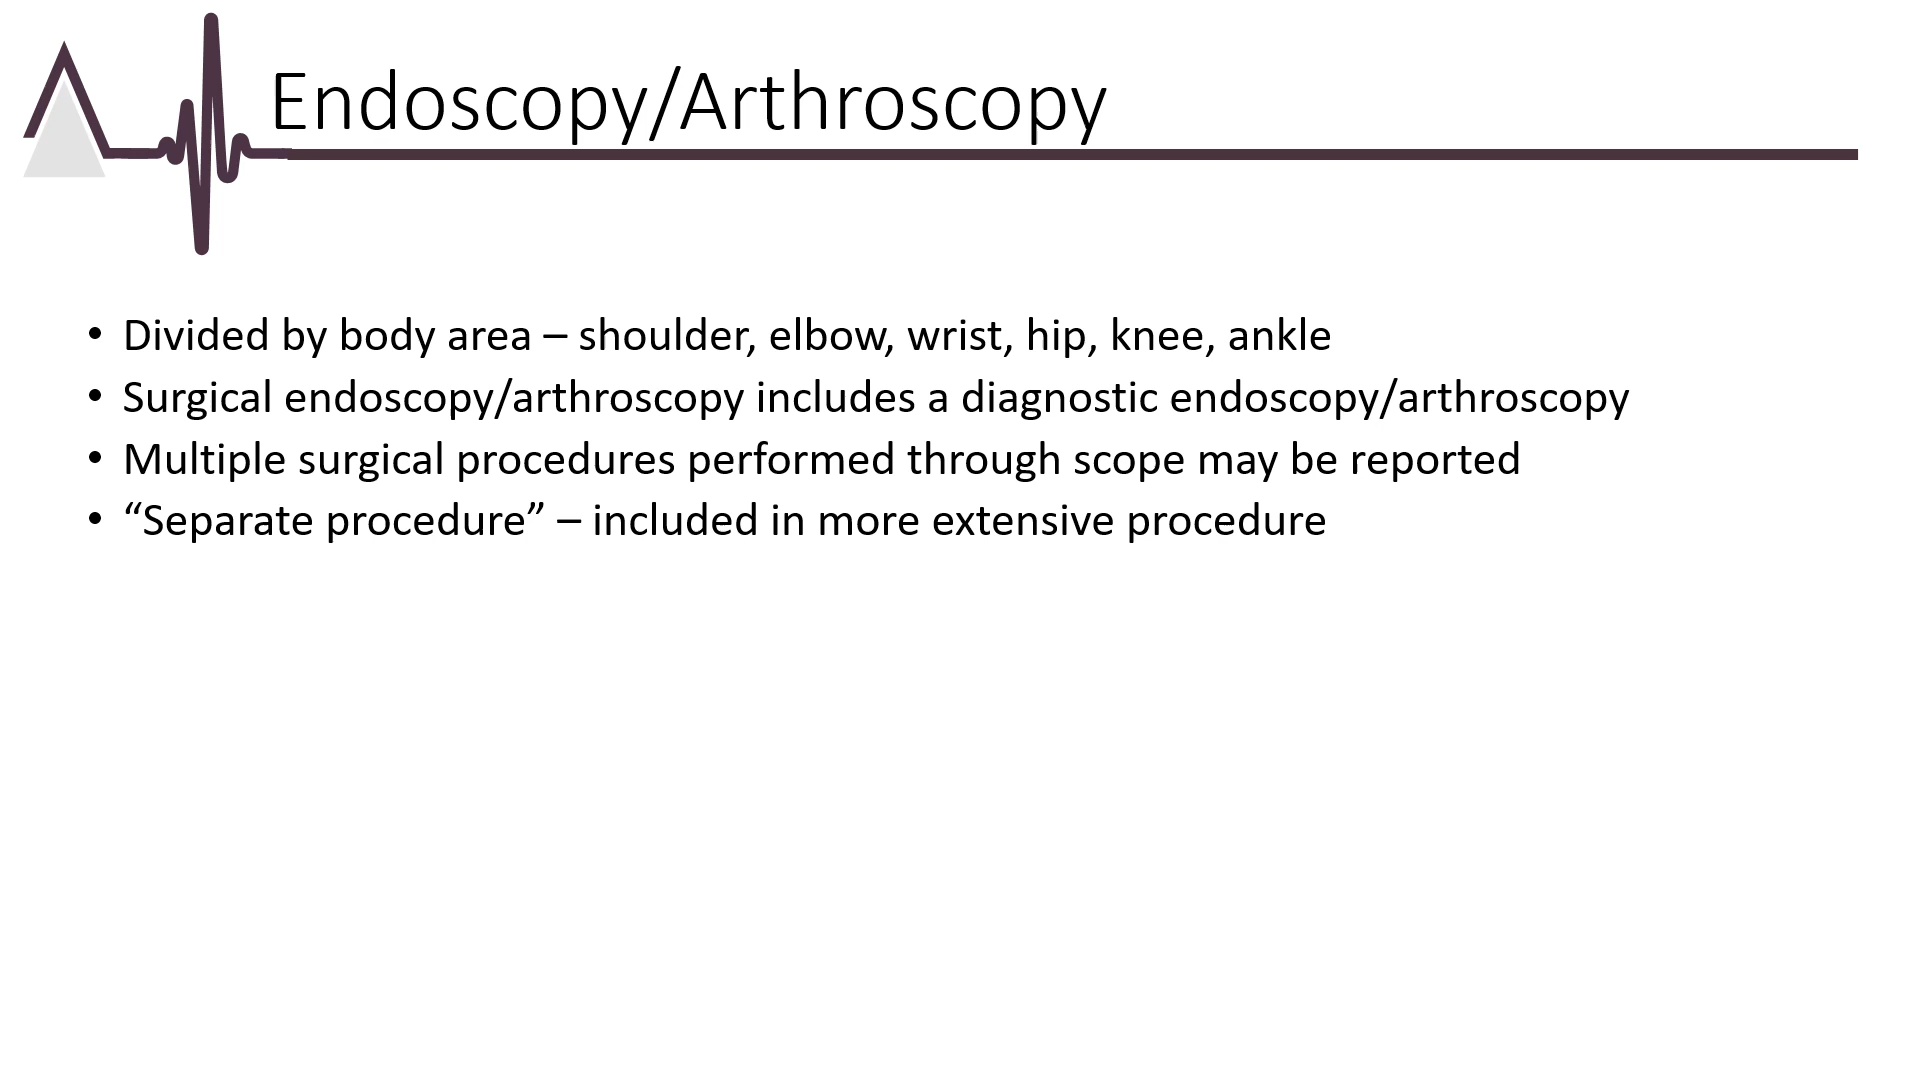 Endoscopy/Arthroscopy
• Divided by body area – shoulder, elbow, wrist, hip, knee, ankle
• Surgical endoscopy/arthroscopy includes a diagnostic endoscopy/arthroscopy
• Multiple surgical procedures performed through scope may be reported
• “Separate procedure” – included in more extensive procedure